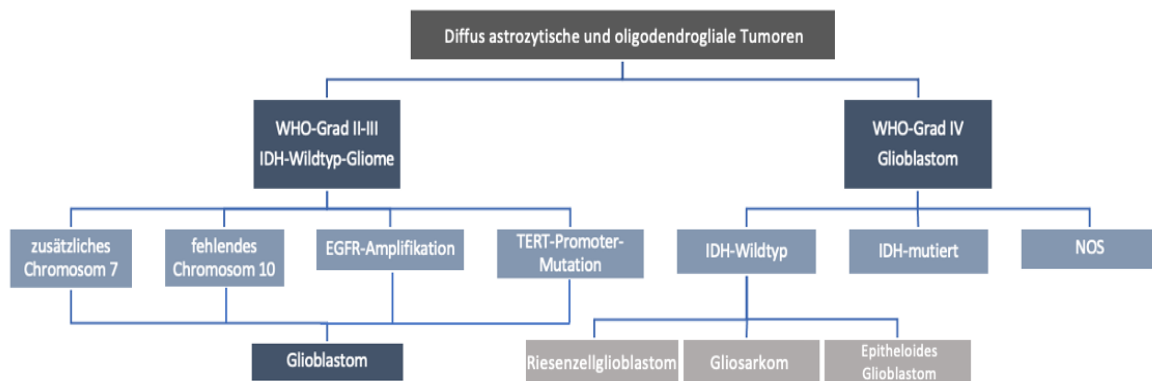 Diffus astrozytische und oligodendrogliale Tumoren
WHO-Grad II-III
IDH-Wildtyp-Gliome
WHO-Grad IV
Glioblastom
zusätzliches
Chromosom 7
fehlendes
Chromosom 10
EGFR-Amplifikation
TERT-Promoter-
Mutation
IDH-Wildtyp
IDH-mutiert
NOS
Glioblastom
Riesenzellglioblastom
Gliosarkom
Epitheloides
Glioblastom